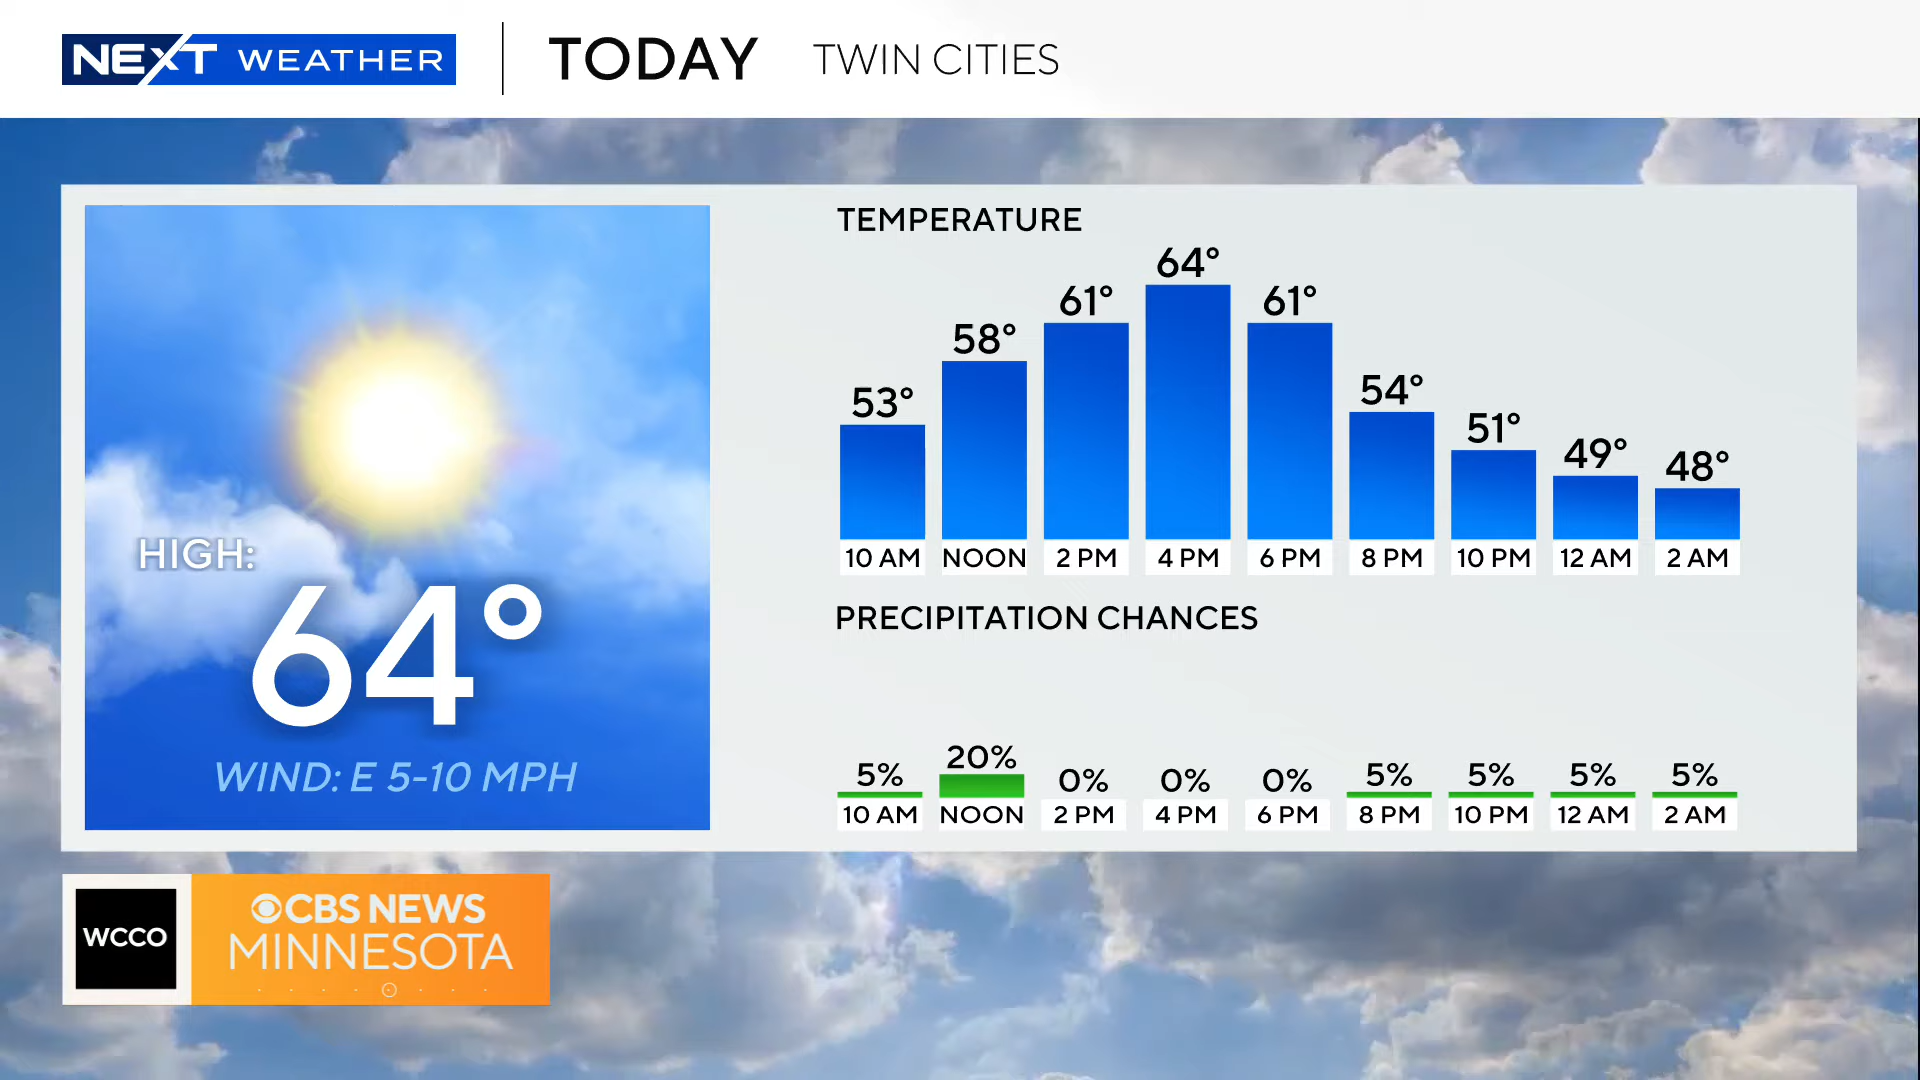 NEXT WEATHER
TODAY TWIN CITIES
HIGH:
64°
WIND: E 5-10 MPH
TEMPERATURE
53° 58° 61° 64° 61° 54° 51° 49° 48°
10 AM NOON 2 PM 4 PM 6 PM 8 PM 10 PM 12 AM 2 AM
PRECIPITATION CHANCES
5% 20% 0% 0% 0% 5% 5% 5% 5%
10 AM NOON 2 PM 4 PM 6 PM 8 PM 10 PM 12 AM 2 AM
WCCO
CBS NEWS
MINNESOTA